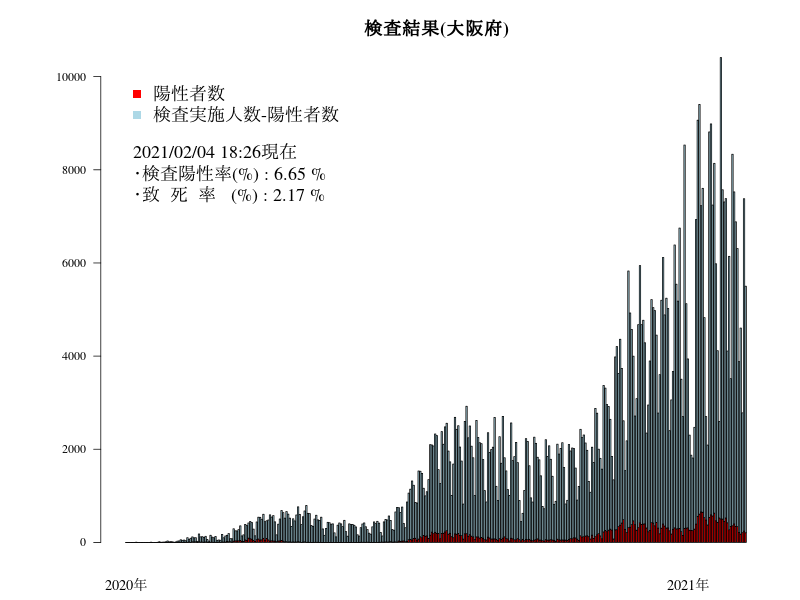 検査結果(大阪府)
10000
8000
6000
4000
2000
0
陽性者数
検査実施人数-陽性者数
2021/02/04 18:26現在
・検査陽性率(%) : 6.65 %
・致 死 率 (%) : 2.17 %
2020年
2021年